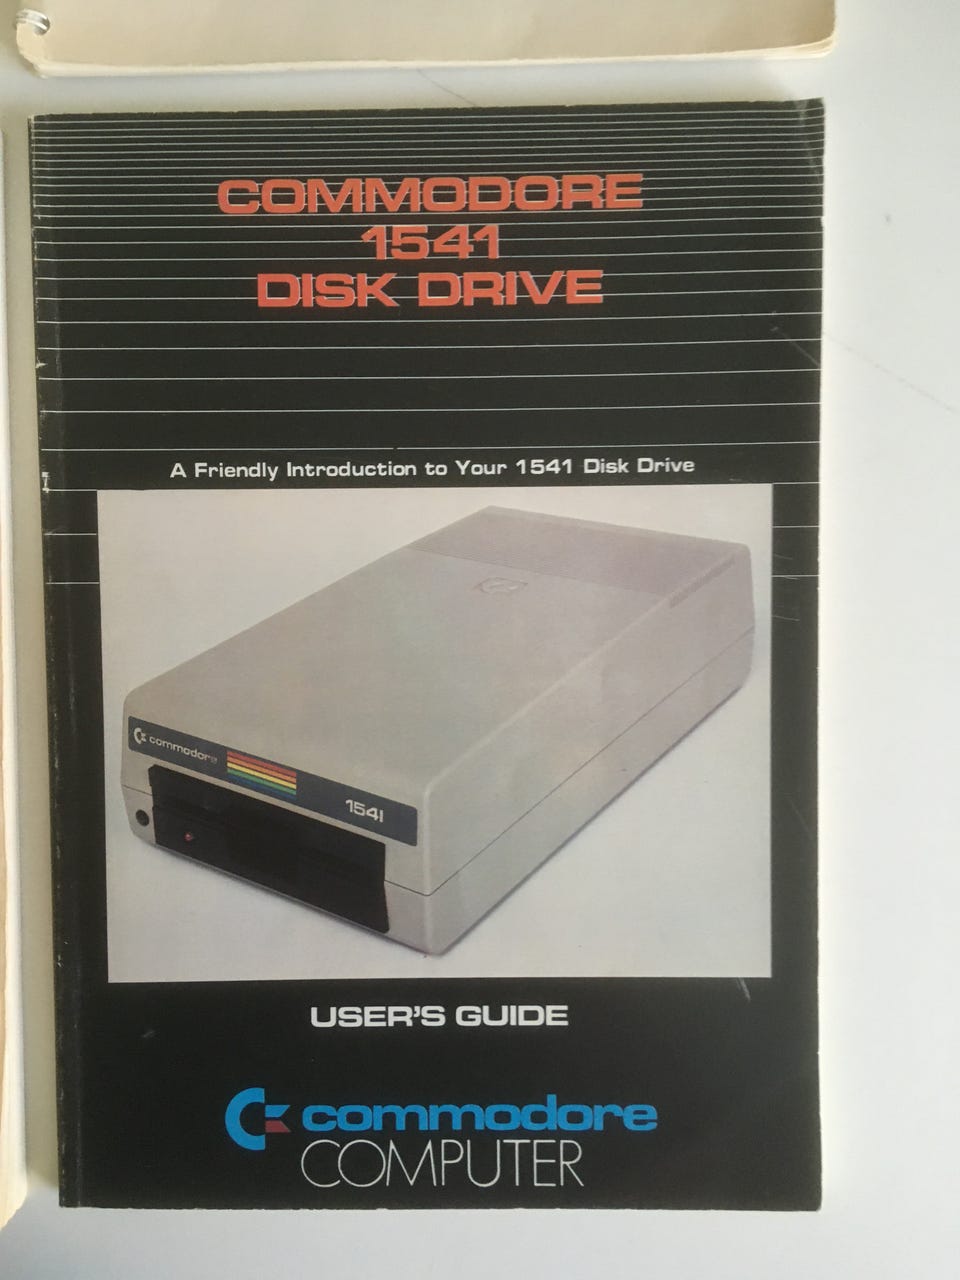 COMMODORE
1541
DISK DRIVE
A Friendly Introduction to Your 1541 Disk Drive
commodore
1541
USER'S GUIDE
commodore
COMPUTER